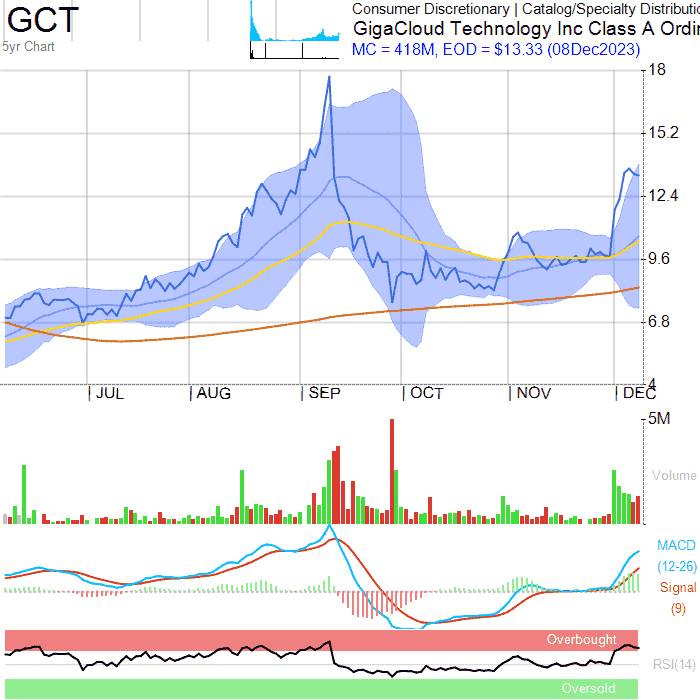 GCT
5yr Chart
Consumer Discretionary | Catalog/Specialty Distributio
GigaCloud Technology Inc Class A Ordin
MC = 418M, EOD = $13.33 (08Dec2023)
18
15.2
12.4
9.6
6.8
4
JUL AUG SEP OCT NOV DEC
5M
Volume
MACD
(12-26)
Signal
(9)
Overbought
RSI(14)
Oversold